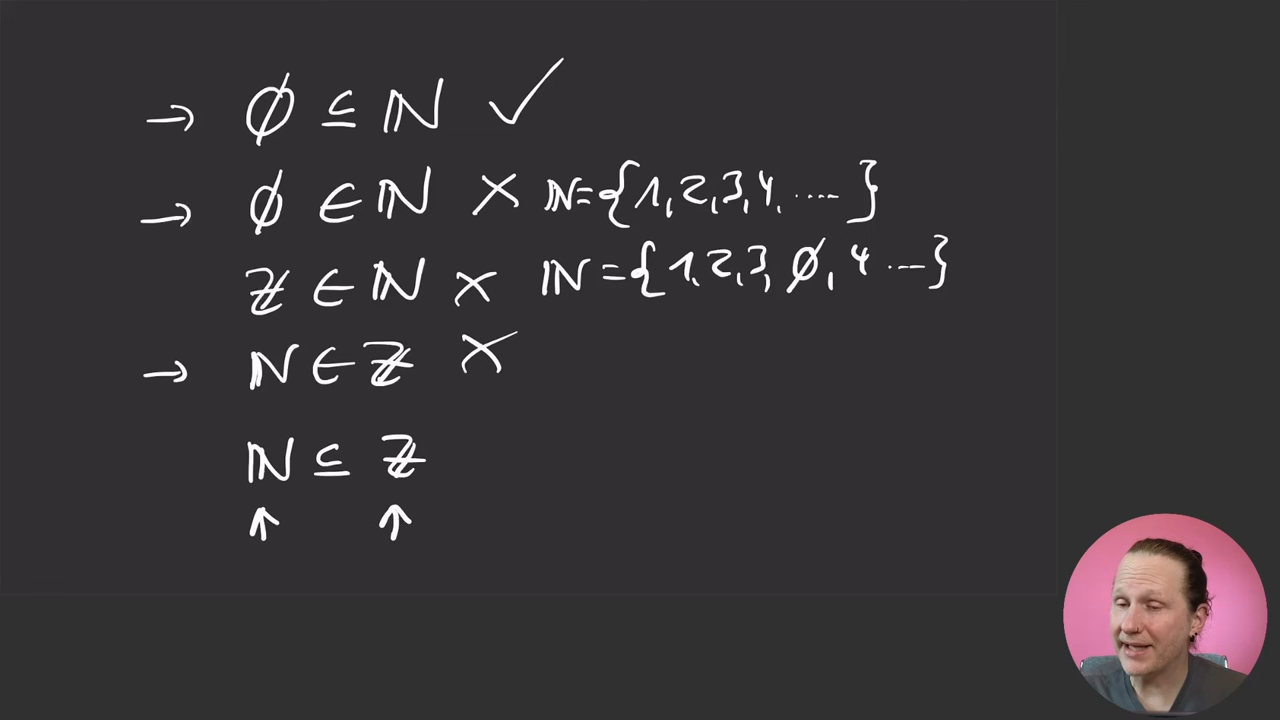 → ∅ ⊆ ℕ ✓
→ ∅ ∈ ℕ × ℕ={1,2,3,4,.....}
ℤ ∈ ℕ × ℕ={1,2,3,∅,4...}
→ ℕ ∈ ℤ ×
ℕ ⊆ ℤ
↑ ↑